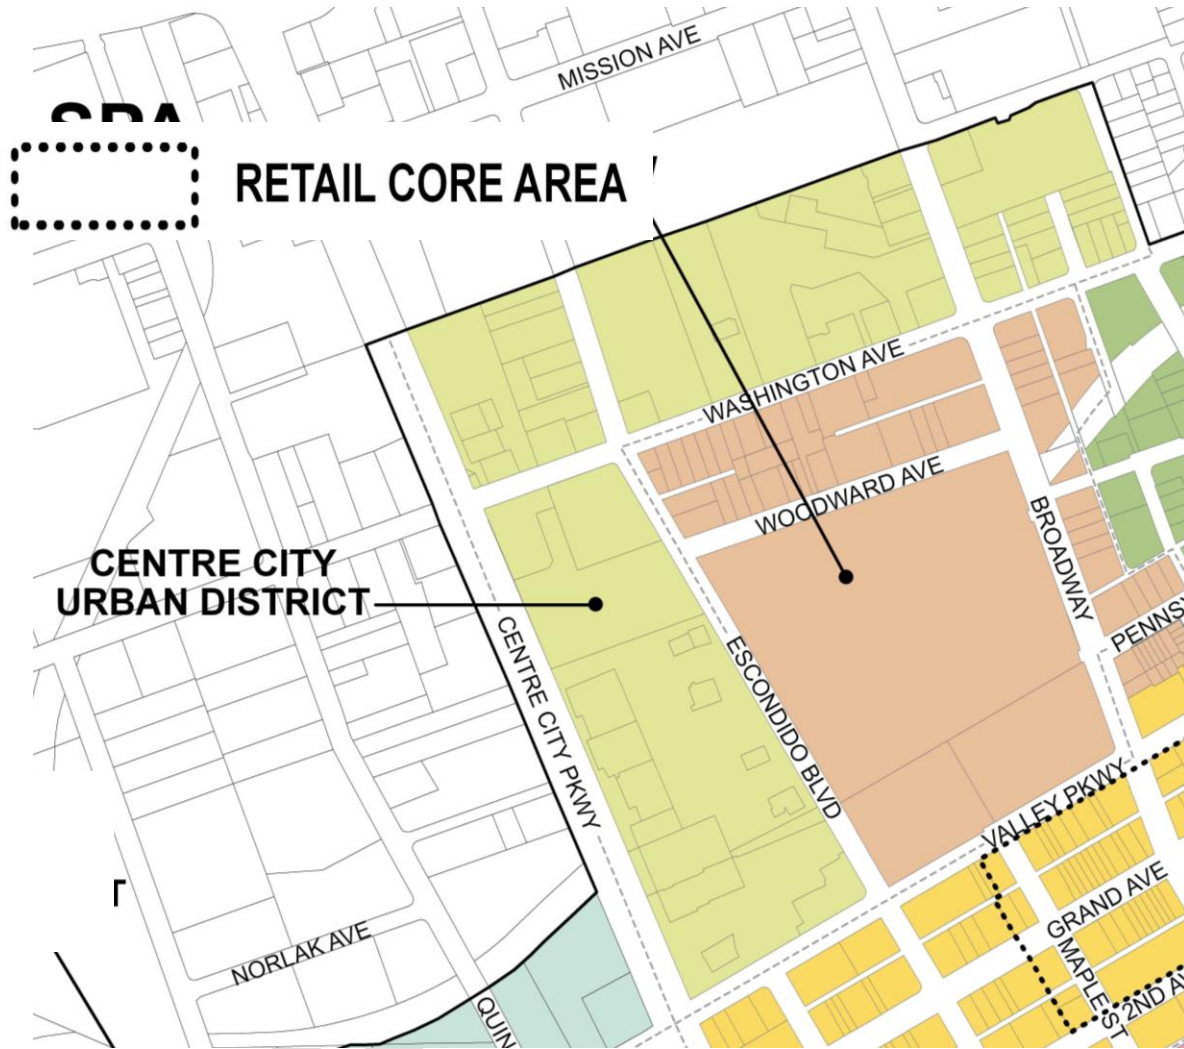 MISSION AVE
SPA
RETAIL CORE AREA
WASHINGTON AVE
WOODWARD AVE
BROADWAY
CENTRE CITY
URBAN DISTRICT
CENTRE CITY PKWY
ESCONDIDO BLVD
VALLEY PKWY
GRAND AVE
MAPLE ST
NORLAK AVE